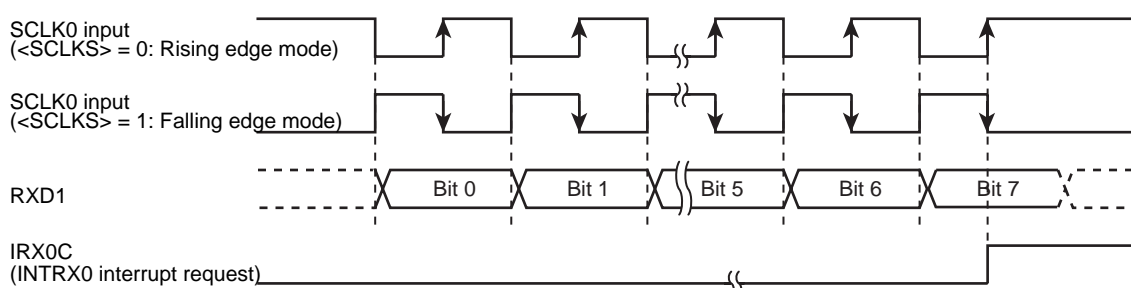 SCLK0 input
(<SCLKS> = 0: Rising edge mode)
SCLK0 input
(<SCLKS> = 1: Falling edge mode)
RXD1
Bit 0
Bit 1
Bit 5
Bit 6
Bit 7
IRX0C
(INTRX0 interrupt request)